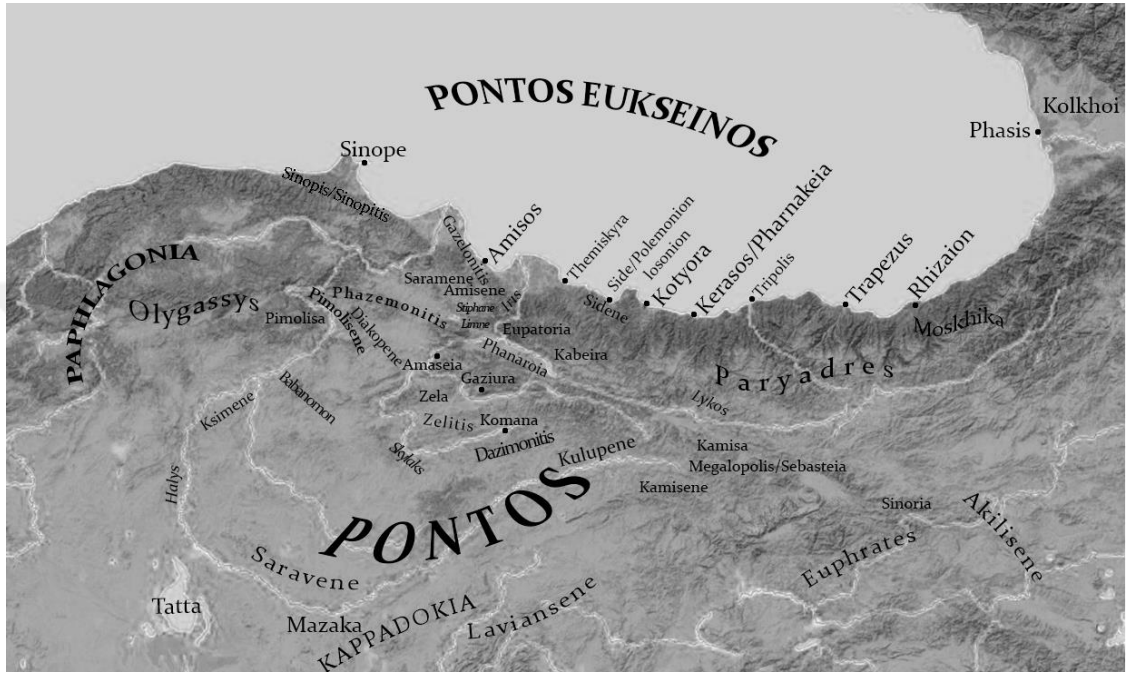 PONTOS EUKSEINOS
Kolkhoi
Phasis
Sinope
Sinopis/Sinopitis
Gazelonitis
Amisos
Themiskyra
Side/Polemonion
Iosonion
Kotyora
Kerasos/Pharnakeia
Tripolis
Trapezus
Rhizaion
Moskhika
Sidene
PAPHLAGONIA
Olygassys
Saramene
Amisene
Stiphane
Limne
Iris
Phazemonitis
Pimolisa
Pimolisene
Diakopene
Eupatoria
Phanaroia
Kabeira
Paryadres
Amaseia
Gaziura
Lykos
Zela
Zelitis
Komana
Babanomon
Ksimene
Skylaks
Dazimonitis
Kulupene
Kamisa
Megalopolis/Sebasteia
Kamisene
Halys
PONTOS
Sinoria
Akilisene
Euphrates
Saravene
Tatta
Mazaka
KAPPADOKIA
Laviansene